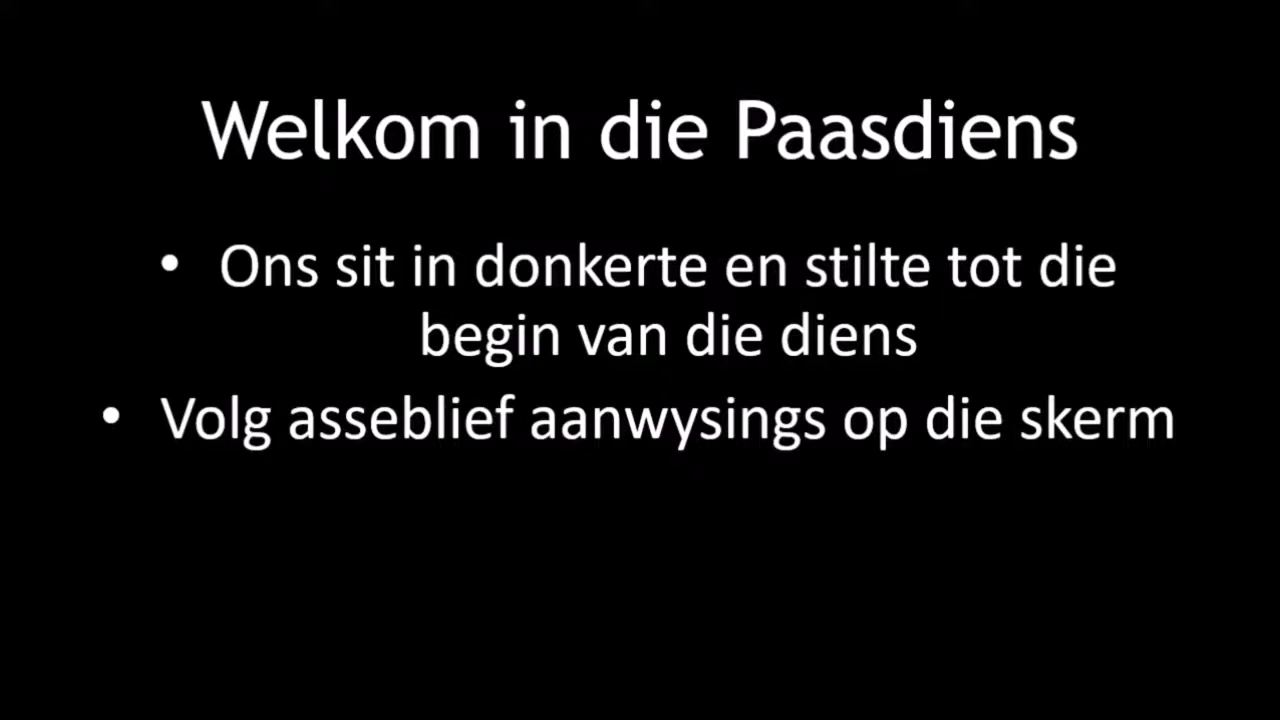 Welkom in die Paasdiens
• Ons sit in donkerte en stilte tot die
begin van die diens
• Volg asseblief aanwysings op die skerm